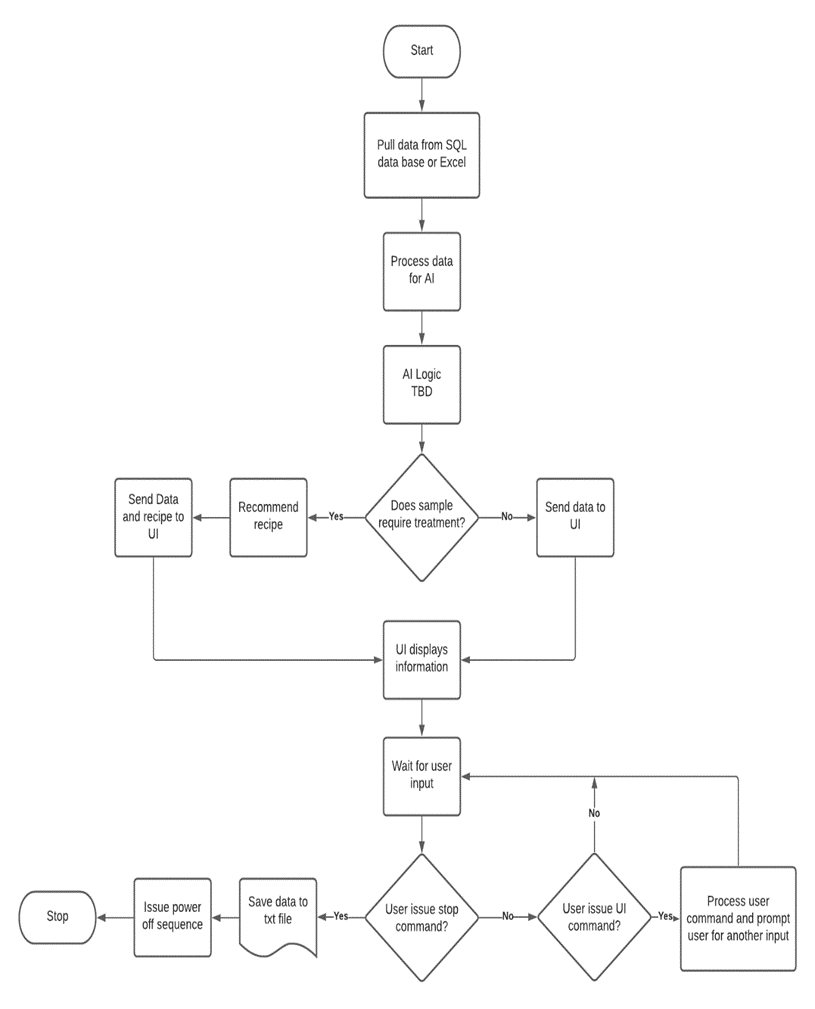 Start
Pull data from SQL
data base or Excel
Process data
for AI
AI Logic
TBD
Does sample
require treatment?
Yes
No
Recommend
recipe
Send Data
and recipe to
UI
Send data to
UI
UI displays
information
Wait for user
input
User issue stop
command?
Yes
No
Save data to
txt file
Issue power
off sequence
Stop
User issue UI
command?
No
Yes
Process user
command and prompt
user for another input